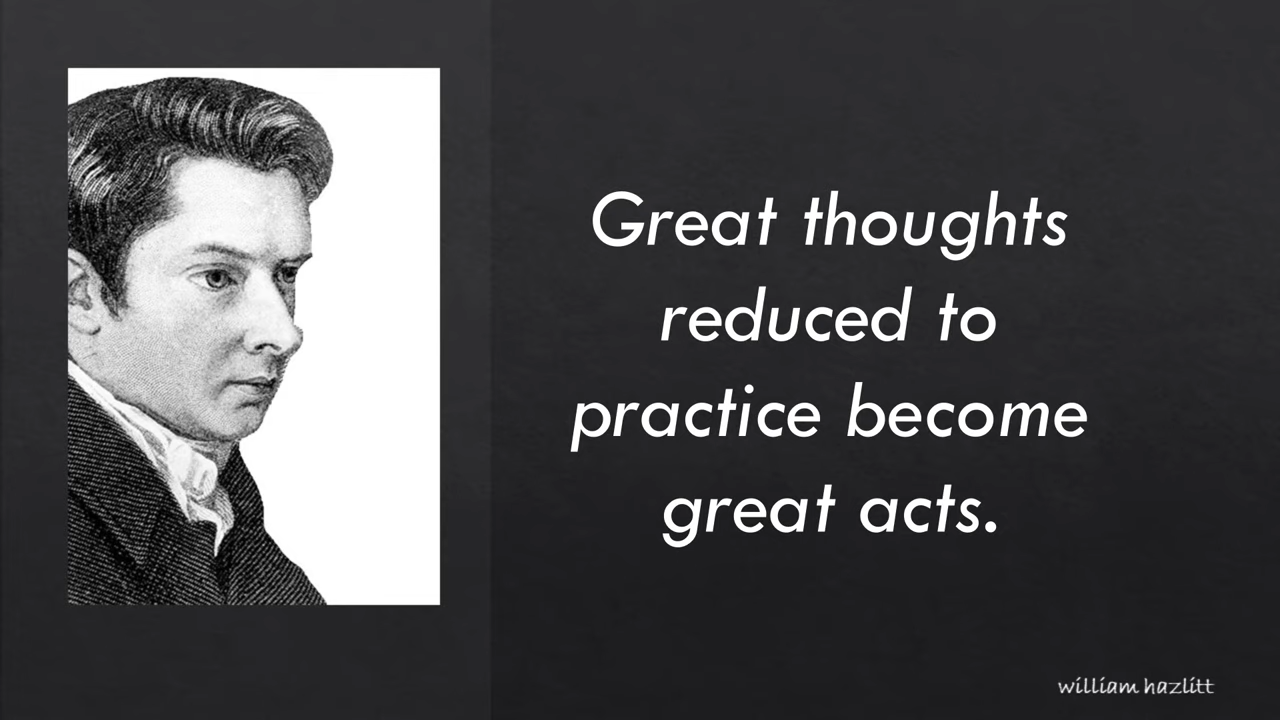 Great thoughts
reduced to
practice become
great acts.
william hazlitt